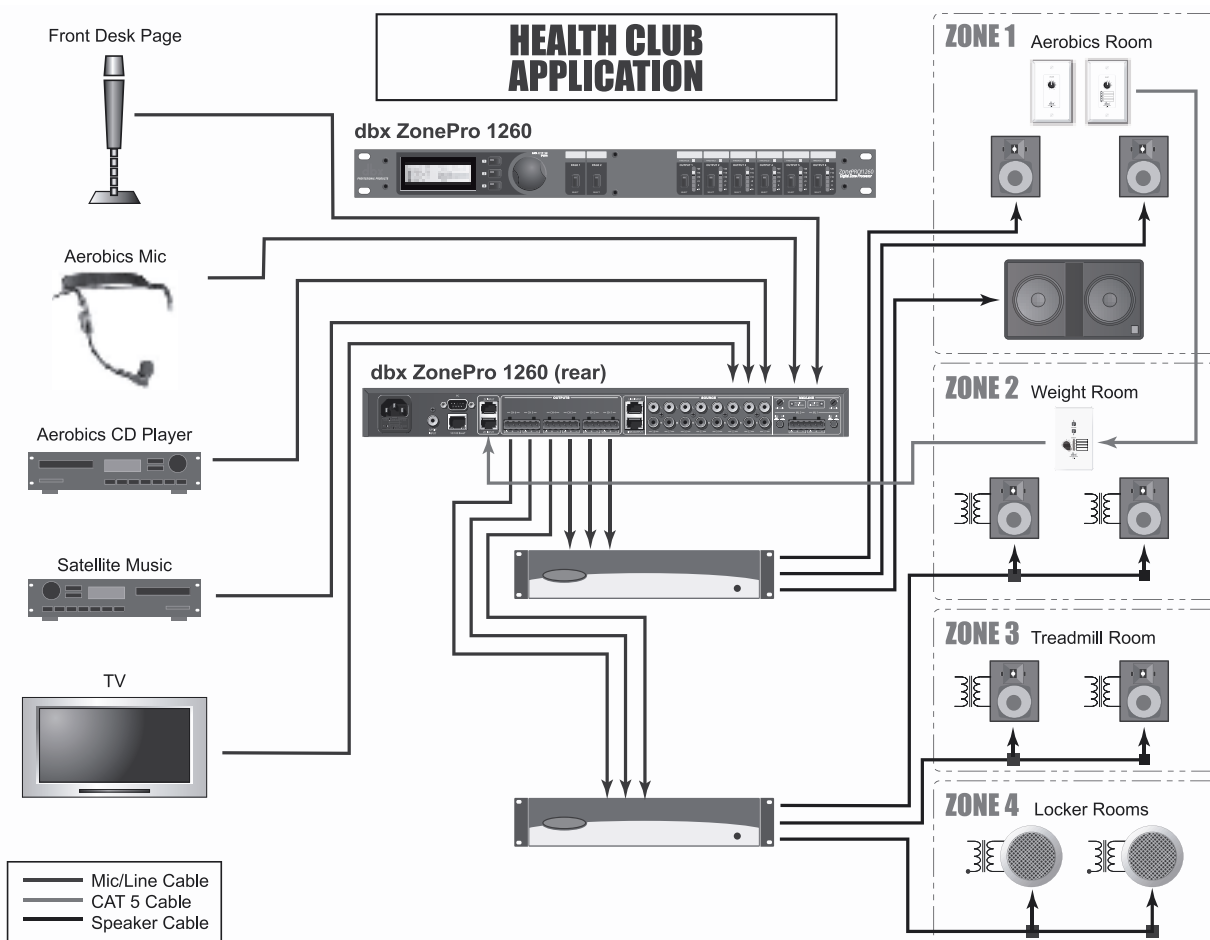 HEALTH CLUB
APPLICATION
Front Desk Page
dbx ZonePro 1260
Aerobics Mic
dbx ZonePro 1260 (rear)
OUTPUTS
SOURCE
Aerobics CD Player
Satellite Music
TV
Mic/Line Cable
CAT 5 Cable
Speaker Cable
ZONE 1 Aerobics Room
ZONE 2 Weight Room
ZONE 3 Treadmill Room
ZONE 4 Locker Rooms